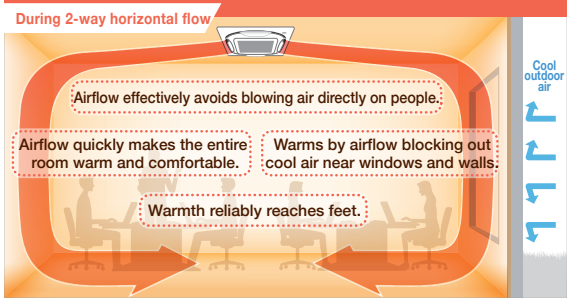 During 2-way horizontal flow
Cool
outdoor
air
Airflow effectively avoids blowing air directly on people.
Airflow quickly makes the entire
room warm and comfortable.
Warms by airflow blocking out
cool air near windows and walls.
Warmth reliably reaches feet.